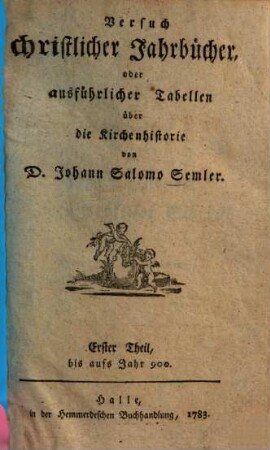 Versuch
christlicher Jahrbücher,
oder
ausführlicher Tabellen
über
die Kirchenhistorie
von
D. Johann Salomo Semler.
Erster Theil,
bis aufs Jahr 900.
Halle,
in der Hemmerdeschen Buchhandlung, 1783.